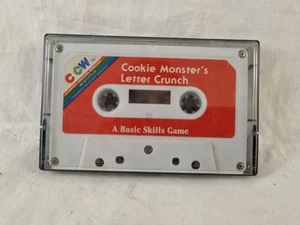 CCW
Cookie Monster's
Letter Crunch
A Basic Skills Game